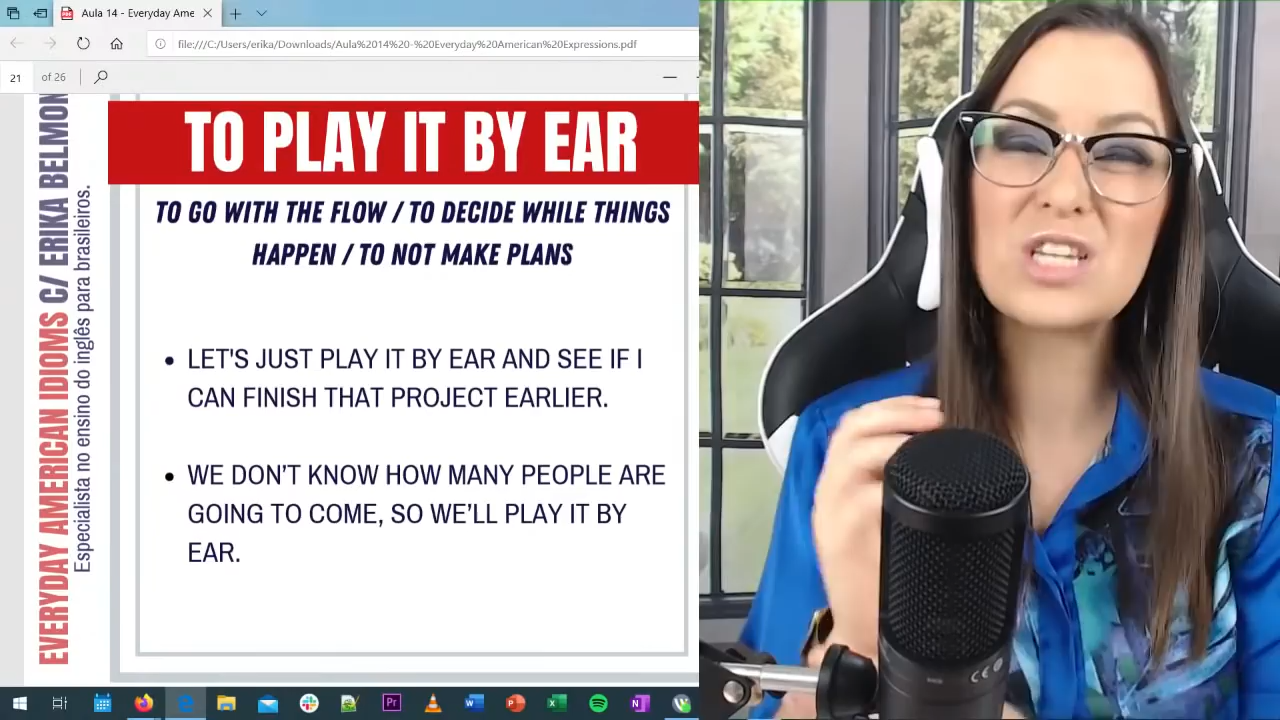 Aula 14 - Everyday Ame
file:///C:/Users/erika/Downloads/Aula%2014%20-%20Everyday%20American%20Expressions.pdf
21 of 26
EVERYDAY AMERICAN IDIOMS C/ ERIKA BELMON
Especialista no ensino do inglês para brasileiros.
TO PLAY IT BY EAR
TO GO WITH THE FLOW / TO DECIDE WHILE THINGS
HAPPEN / TO NOT MAKE PLANS
• LET'S JUST PLAY IT BY EAR AND SEE IF I
CAN FINISH THAT PROJECT EARLIER.
• WE DON’T KNOW HOW MANY PEOPLE ARE
GOING TO COME, SO WE’LL PLAY IT BY
EAR.